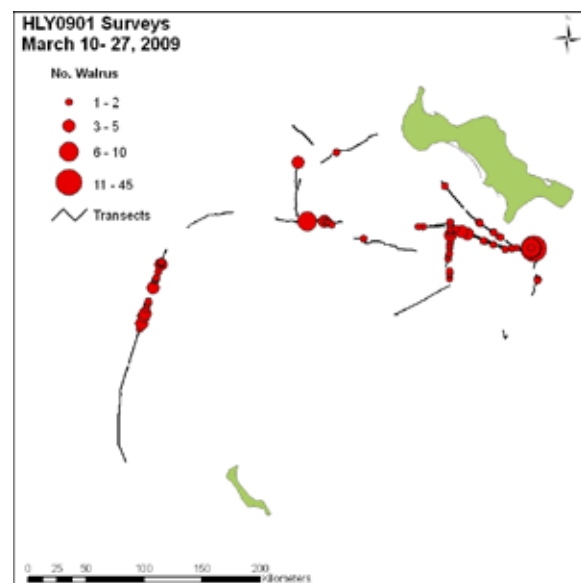 HLY0901 Surveys
March 10- 27, 2009
No. Walrus
1 - 2
3 - 5
6 - 10
11 - 45
Transects
0 25 50 100 150 200
Kilometers